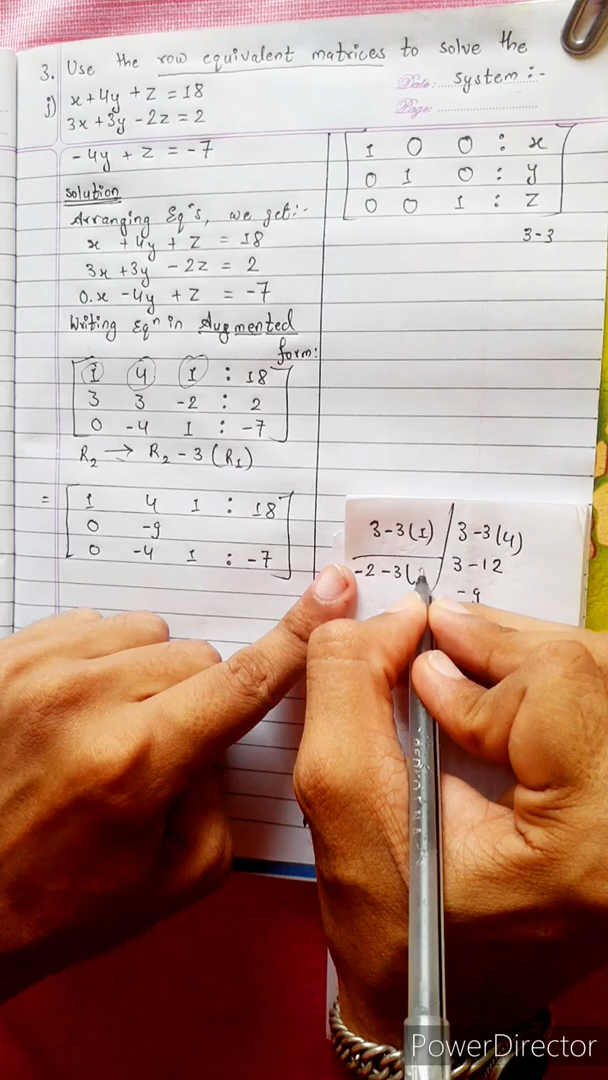 3. Use the row equivalent matrices to solve the
Date: system :-
Page:
j) x + 4y + z = 18
3x + 3y - 2z = 2
- 4y + z = -7
solution
Arranging Eqⁿs, we get:-
x + 4y + z = 18
3x + 3y - 2z = 2
0.x - 4y + z = -7
Writing Eqⁿ in Augmented
form:
1 4 1 : 18
3 3 -2 : 2
0 -4 1 : -7
R₂ → R₂ - 3 (R₁)
= 1 4 1 : 18
0 -9
0 -4 1 : -7
1 0 0 : x
0 1 0 : y
0 0 1 : z
3-3
3-3(1) 3-3(4)
-2-3( 3-12
-9
PowerDirector